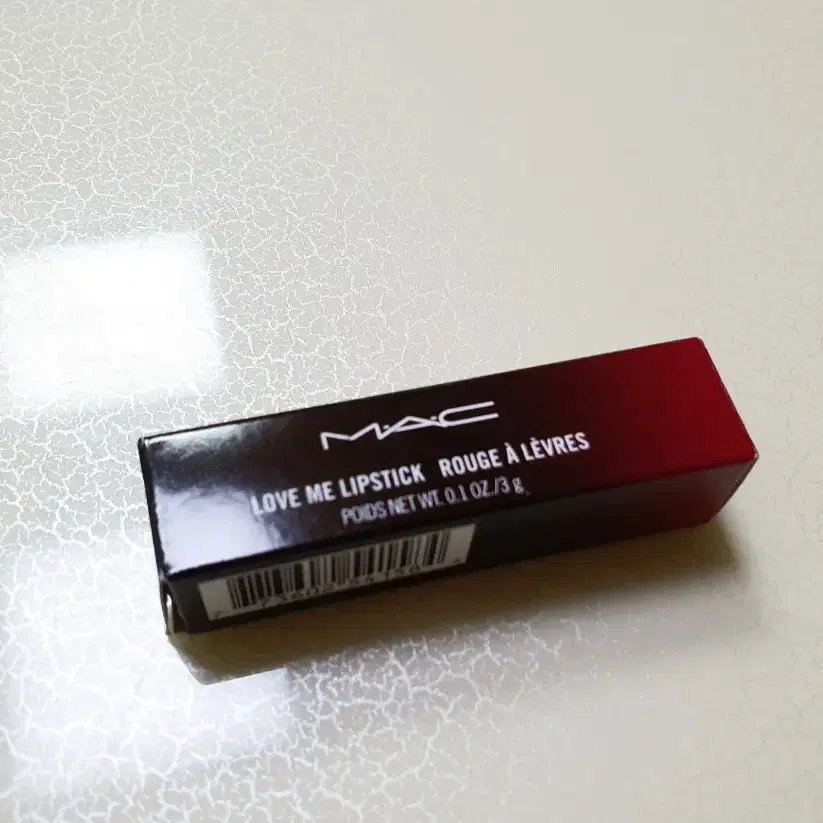 M·A·C
LOVE ME LIPSTICK ROUGE À LÈVRES
POIDS NET WT. 0.1 OZ./3 g